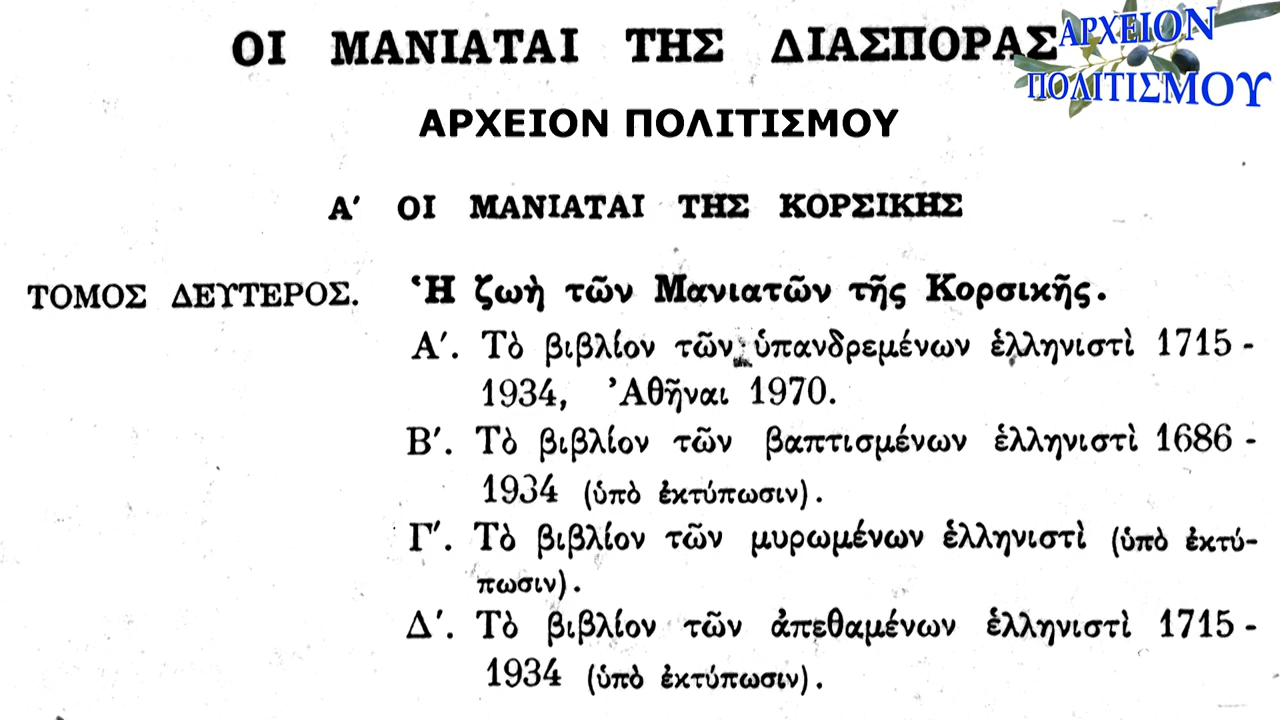 ΟΙ ΜΑΝΙΑΤΑΙ ΤΗΣ ΔΙΑΣΠΟΡΑΣ
ΑΡΧΕΙΟΝ
ΠΟΛΙΤΙΣΜΟΥ
ΑΡΧΕΙΟΝ ΠΟΛΙΤΙΣΜΟΥ
Α' ΟΙ ΜΑΝΙΑΤΑΙ ΤΗΣ ΚΟΡΣΙΚΗΣ
ΤΟΜΟΣ ΔΕΥΤΕΡΟΣ. Ἡ ζωὴ τῶν Μανιατῶν τῆς Κορσικῆς.
Α'. Τὸ βιβλίον τῶν ὑπανδρεμένων ἑλληνιστὶ 1715 -
1934, Ἀθῆναι 1970.
Β'. Τὸ βιβλίον τῶν βαπτισμένων ἑλληνιστὶ 1686 -
1934 (ὑπὸ ἐκτύπωσιν).
Γ'. Τὸ βιβλίον τῶν μυρωμένων ἑλληνιστὶ (ὑπὸ ἐκτύ-
πωσιν).
Δ'. Τὸ βιβλίον τῶν ἀπεθαμένων ἑλληνιστὶ 1715 -
1934 (ὑπὸ ἐκτύπωσιν).